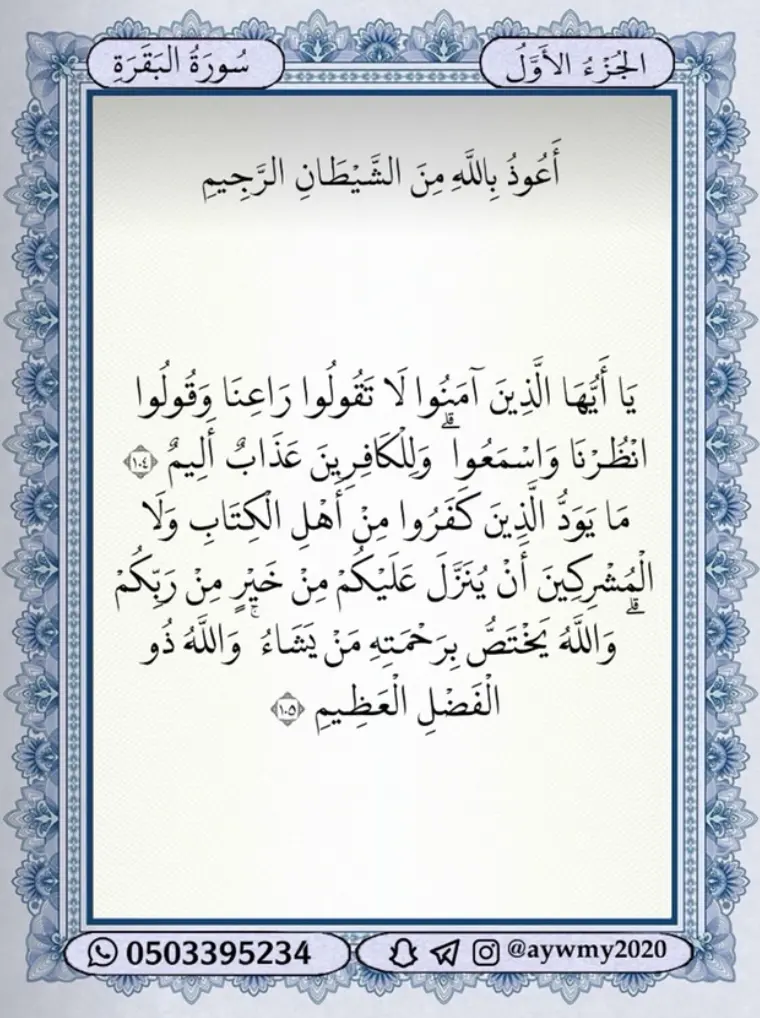 الجُزْءُ الأَوَّلُ
سُورَةُ البَقَرَةِ
أَعُوذُ بِاللَّهِ مِنَ الشَّيْطَانِ الرَّجِيمِ
يَا أَيُّهَا الَّذِينَ آمَنُوا لَا تَقُولُوا رَاعِنَا وَقُولُوا
انْظُرْنَا وَاسْمَعُوا ۗ وَلِلْكَافِرِينَ عَذَابٌ أَلِيمٌ ١٠٤
مَا يَوَدُّ الَّذِينَ كَفَرُوا مِنْ أَهْلِ الْكِتَابِ وَلَا
الْمُشْرِكِينَ أَنْ يُنَزَّلَ عَلَيْكُمْ مِنْ خَيْرٍ مِنْ رَبِّكُمْ
ۗ وَاللَّهُ يَخْتَصُّ بِرَحْمَتِهِ مَنْ يَشَاءُ ۚ وَاللَّهُ ذُو
الْفَضْلِ الْعَظِيمِ ١٠٥
0503395234
@aywmy2020